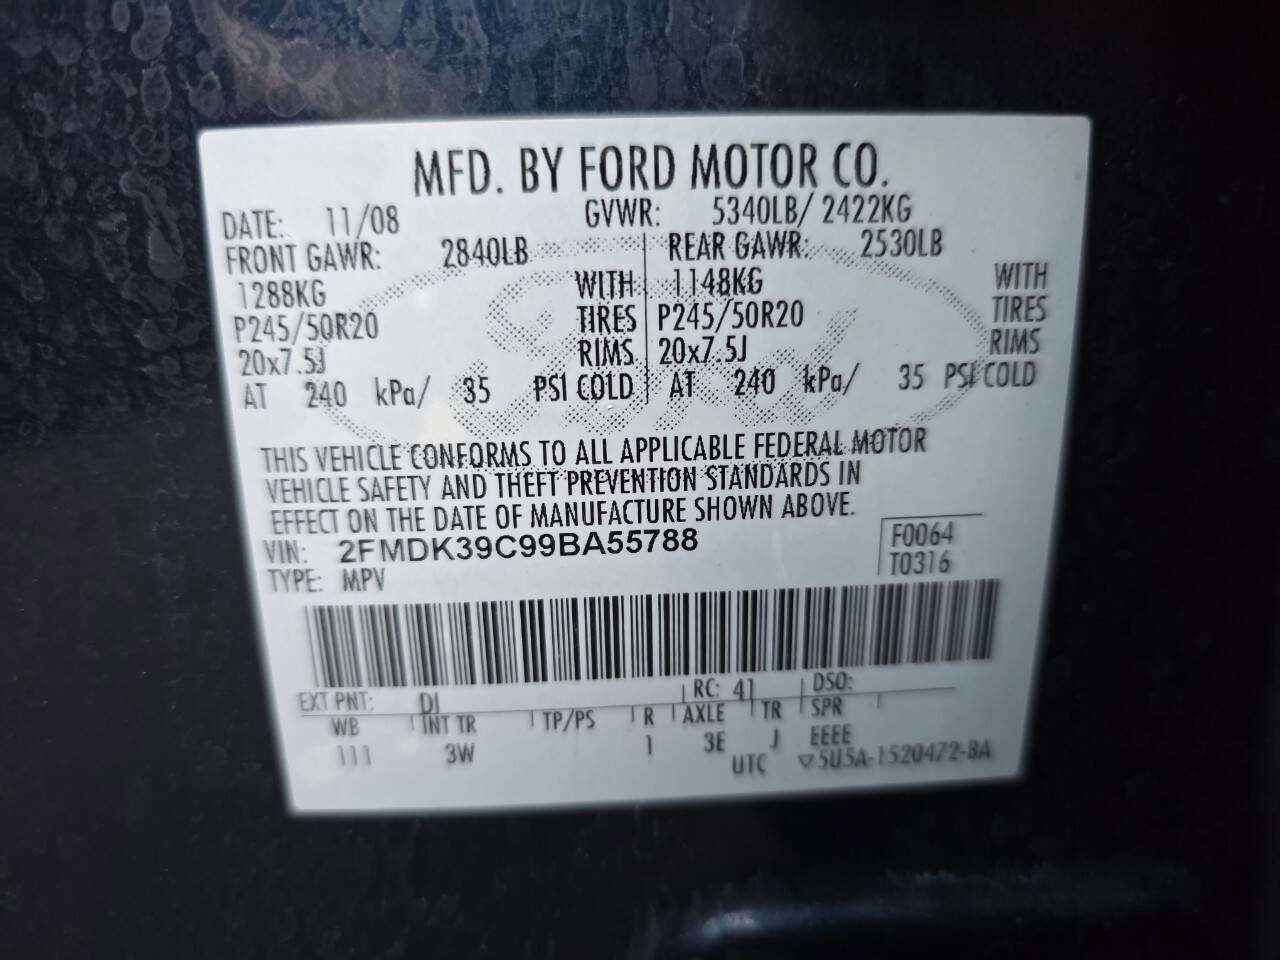 MFD. BY FORD MOTOR CO.
DATE: 11/08 GVWR: 5340LB/ 2422KG
FRONT GAWR: 2840LB REAR GAWR: 2530LB
1288KG WITH 1148KG WITH
P245/50R20 TIRES P245/50R20 TIRES
20x7.5J RIMS 20x7.5J RIMS
AT 240 kPa/ 35 PSI COLD AT 240 kPa/ 35 PSI COLD
THIS VEHICLE CONFORMS TO ALL APPLICABLE FEDERAL MOTOR
VEHICLE SAFETY AND THEFT PREVENTION STANDARDS IN
EFFECT ON THE DATE OF MANUFACTURE SHOWN ABOVE.
VIN: 2FMDK39C99BA55788 F0064
TYPE: MPV T0316
EXT PNT: DJ RC: 41 DSO:
WB INT TR TP/PS R AXLE TR SPR
111 3W 1 3E J EEEE
UTC ▽5U5A-1520472-BA